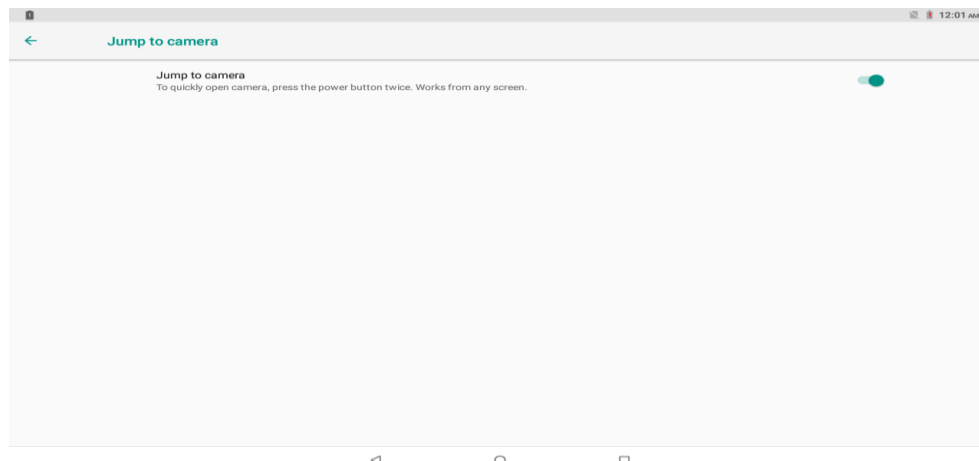 12:01 AM
Jump to camera
Jump to camera
To quickly open camera, press the power button twice. Works from any screen.